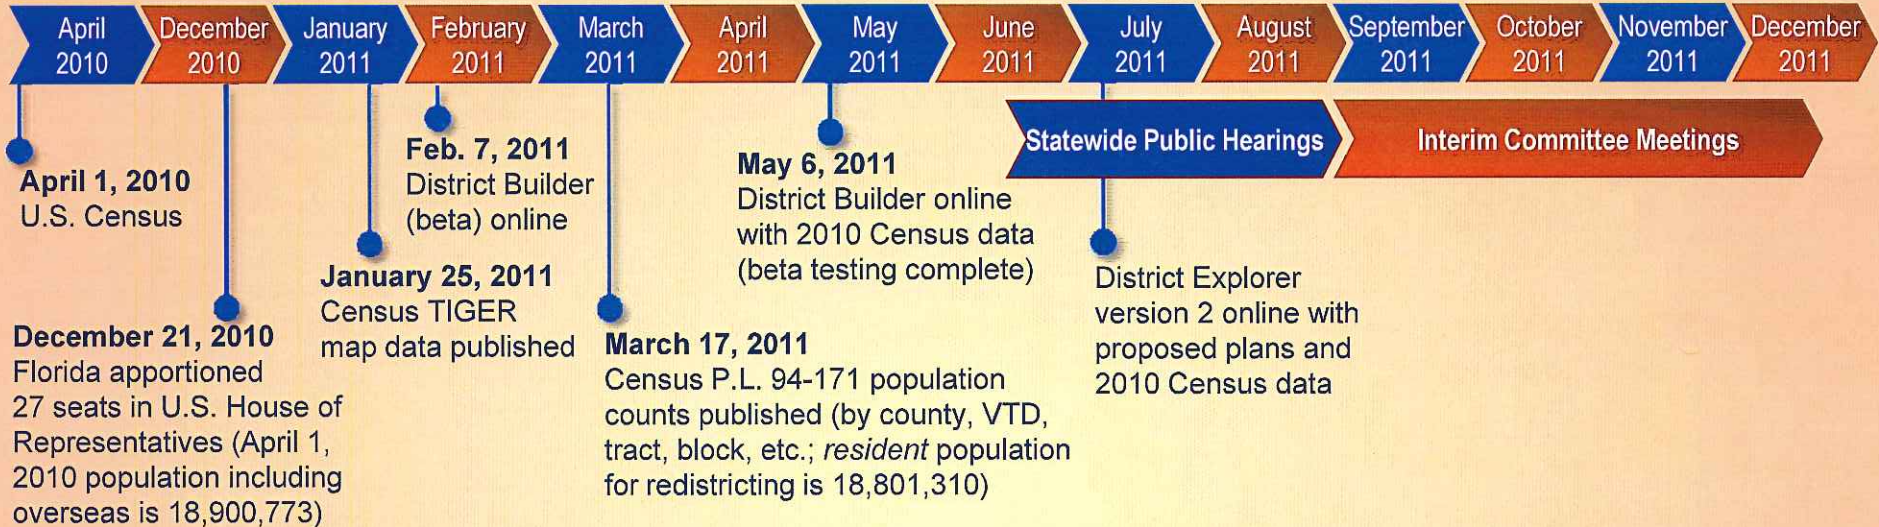 April
2010
December
2010
January
2011
February
2011
March
2011
April
2011
May
2011
June
2011
July
2011
August
2011
September
2011
October
2011
November
2011
December
2011
Statewide Public Hearings
Interim Committee Meetings
April 1, 2010
U.S. Census
December 21, 2010
Florida apportioned
27 seats in U.S. House of
Representatives (April 1,
2010 population including
overseas is 18,900,773)
January 25, 2011
Census TIGER
map data published
Feb. 7, 2011
District Builder
(beta) online
March 17, 2011
Census P.L. 94-171 population
counts published (by county, VTD,
tract, block, etc.; resident population
for redistricting is 18,801,310)
May 6, 2011
District Builder online
with 2010 Census data
(beta testing complete)
District Explorer
version 2 online with
proposed plans and
2010 Census data